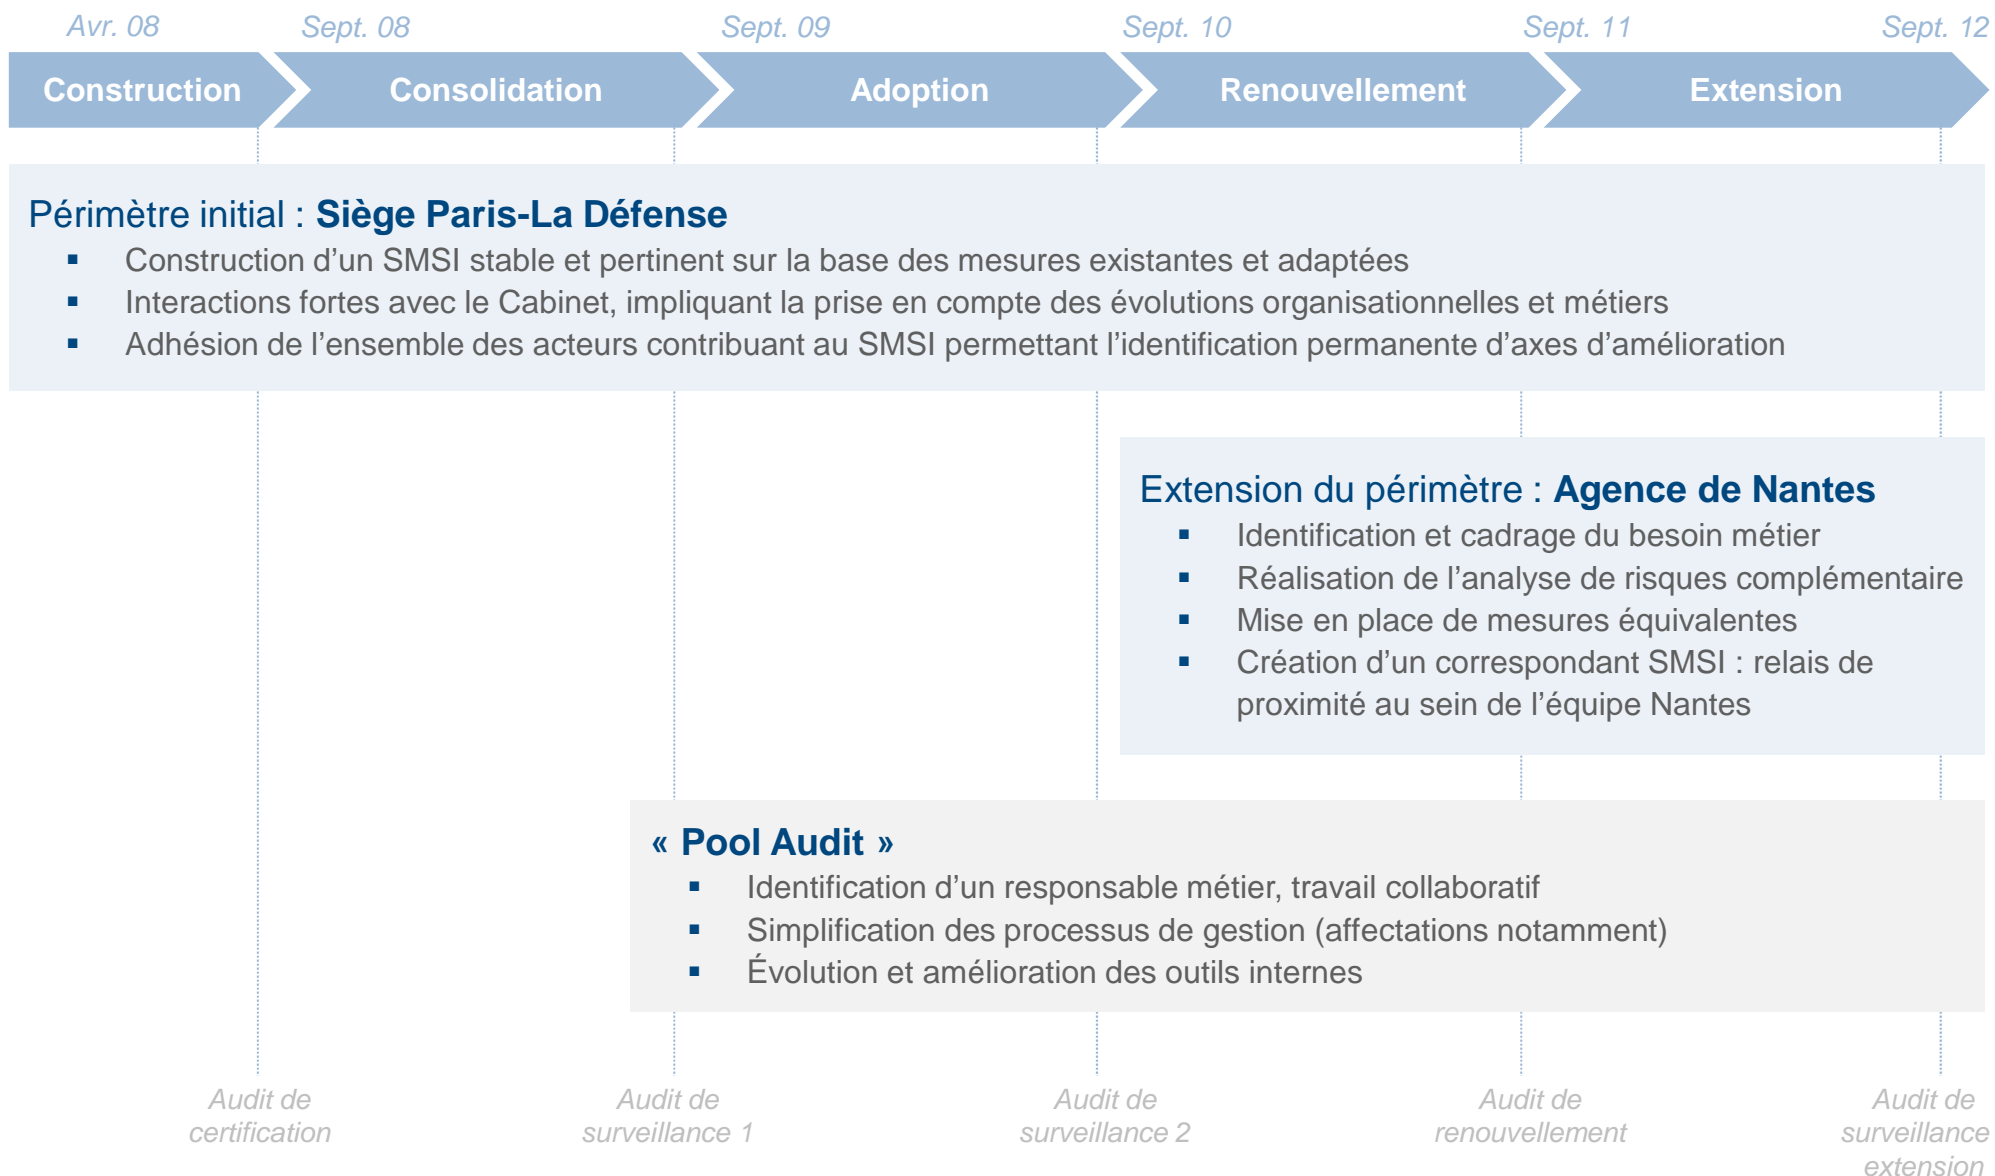 Avr. 08
Sept. 08
Sept. 09
Sept. 10
Sept. 11
Sept. 12
Construction
Consolidation
Adoption
Renouvellement
Extension
Périmètre initial : Siège Paris-La Défense
▪ Construction d’un SMSI stable et pertinent sur la base des mesures existantes et adaptées
▪ Interactions fortes avec le Cabinet, impliquant la prise en compte des évolutions organisationnelles et métiers
▪ Adhésion de l’ensemble des acteurs contribuant au SMSI permettant l’identification permanente d’axes d’amélioration
Extension du périmètre : Agence de Nantes
▪ Identification et cadrage du besoin métier
▪ Réalisation de l’analyse de risques complémentaire
▪ Mise en place de mesures équivalentes
▪ Création d’un correspondant SMSI : relais de
proximité au sein de l’équipe Nantes
« Pool Audit »
▪ Identification d’un responsable métier, travail collaboratif
▪ Simplification des processus de gestion (affectations notamment)
▪ Évolution et amélioration des outils internes
Audit de
certification
Audit de
surveillance 1
Audit de
surveillance 2
Audit de
renouvellement
Audit de
surveillance
extension